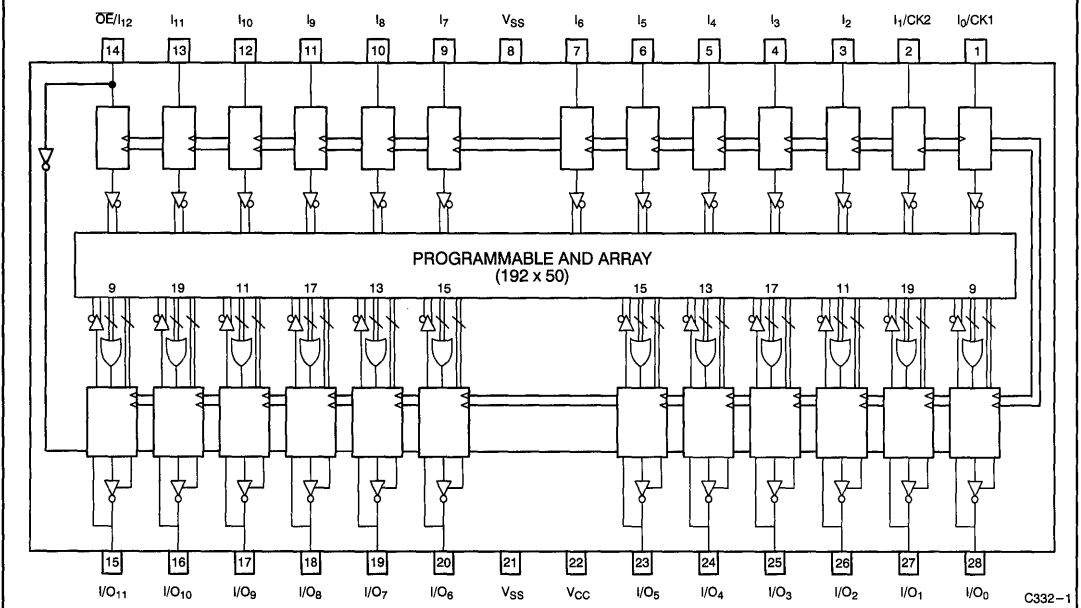 O̅E̅/I₁₂ I₁₁ I₁₀ I₉ I₈ I₇ VSS I₆ I₅ I₄ I₃ I₂ I₁/CK2 I₀/CK1
14 13 12 11 10 9 8 7 6 5 4 3 2 1
PROGRAMMABLE AND ARRAY
(192 x 50)
9 19 11 17 13 15 15 13 17 11 19 9
15 16 17 18 19 20 21 22 23 24 25 26 27 28
I/O₁₁ I/O₁₀ I/O₉ I/O₈ I/O₇ I/O₆ VSS VCC I/O₅ I/O₄ I/O₃ I/O₂ I/O₁ I/O₀
C332–1